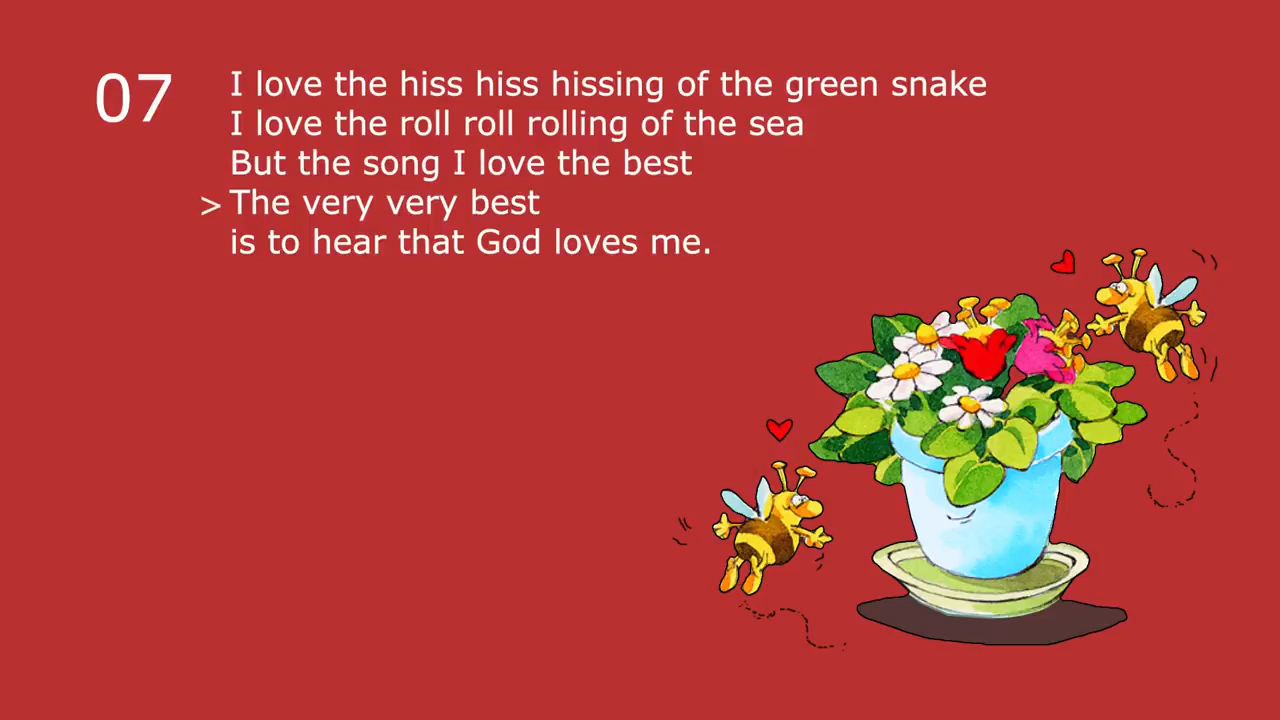 07
I love the hiss hiss hissing of the green snake
I love the roll roll rolling of the sea
But the song I love the best
> The very very best
is to hear that God loves me.